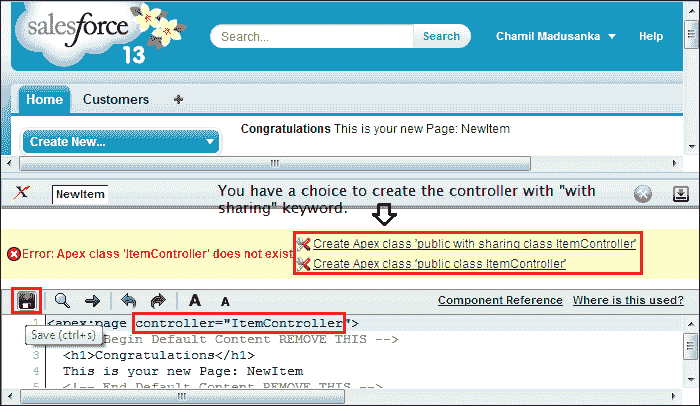 salesforce
13
Search...
Search
Chamil Madusanka
Help
Home
Customers
+
Create New...
Congratulations This is your new Page: NewItem
NewItem
You have a choice to create the controller with "with
sharing" keyword.
Error: Apex class 'ItemController' does not exist
Create Apex class 'public with sharing class ItemController'
Create Apex class 'public class ItemController'
A
A
Component Reference
Where is this used?
1 <apex:page controller="ItemController">
Save (ctrl+s)
Begin Default Content REMOVE THIS -->
3 <h1>Congratulations</h1>
4 This is your new Page: NewItem
<!-- End Default Content REMOVE THIS -->